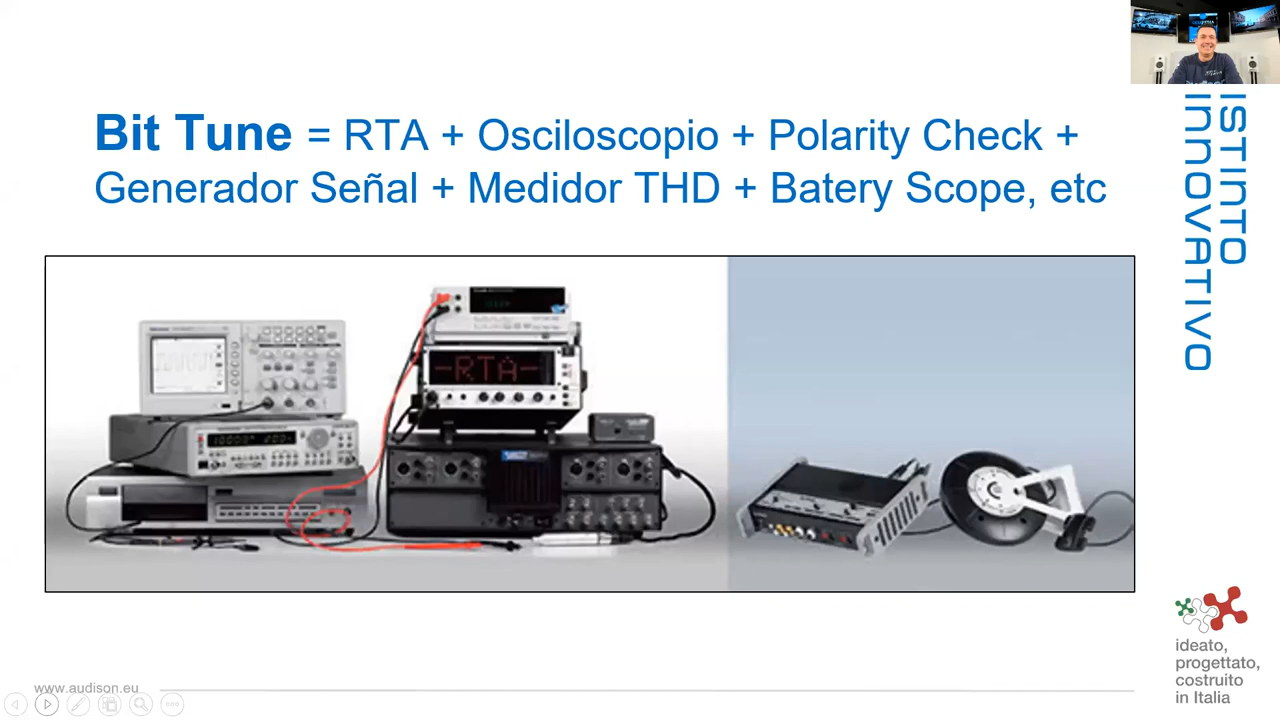 Bit Tune = RTA + Osciloscopio + Polarity Check +
Generador Señal + Medidor THD + Batery Scope, etc
-RTA-
ISTINTO
INNOVATIVO
ideato,
progettato,
costruito
in Italia
www.audison.eu